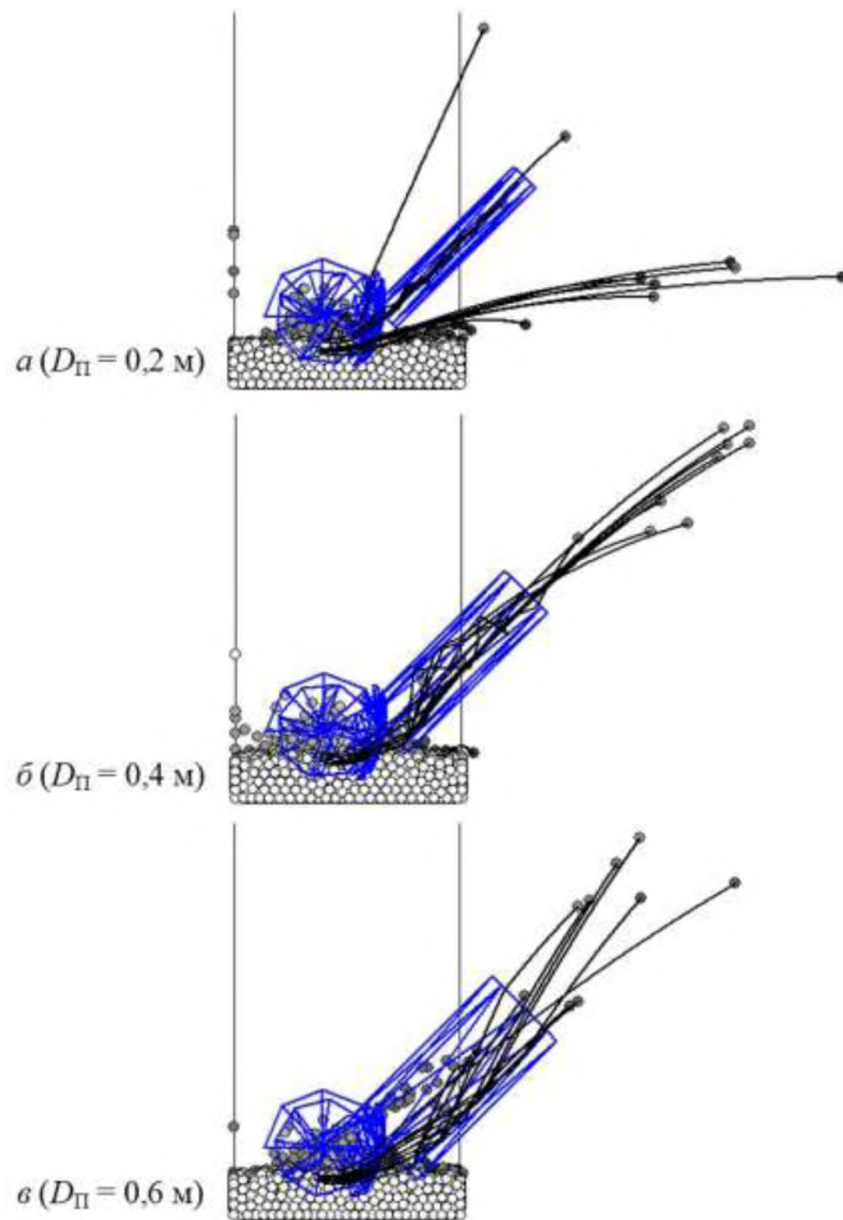 а (DП = 0,2 м)
б (DП = 0,4 м)
в (DП = 0,6 м)